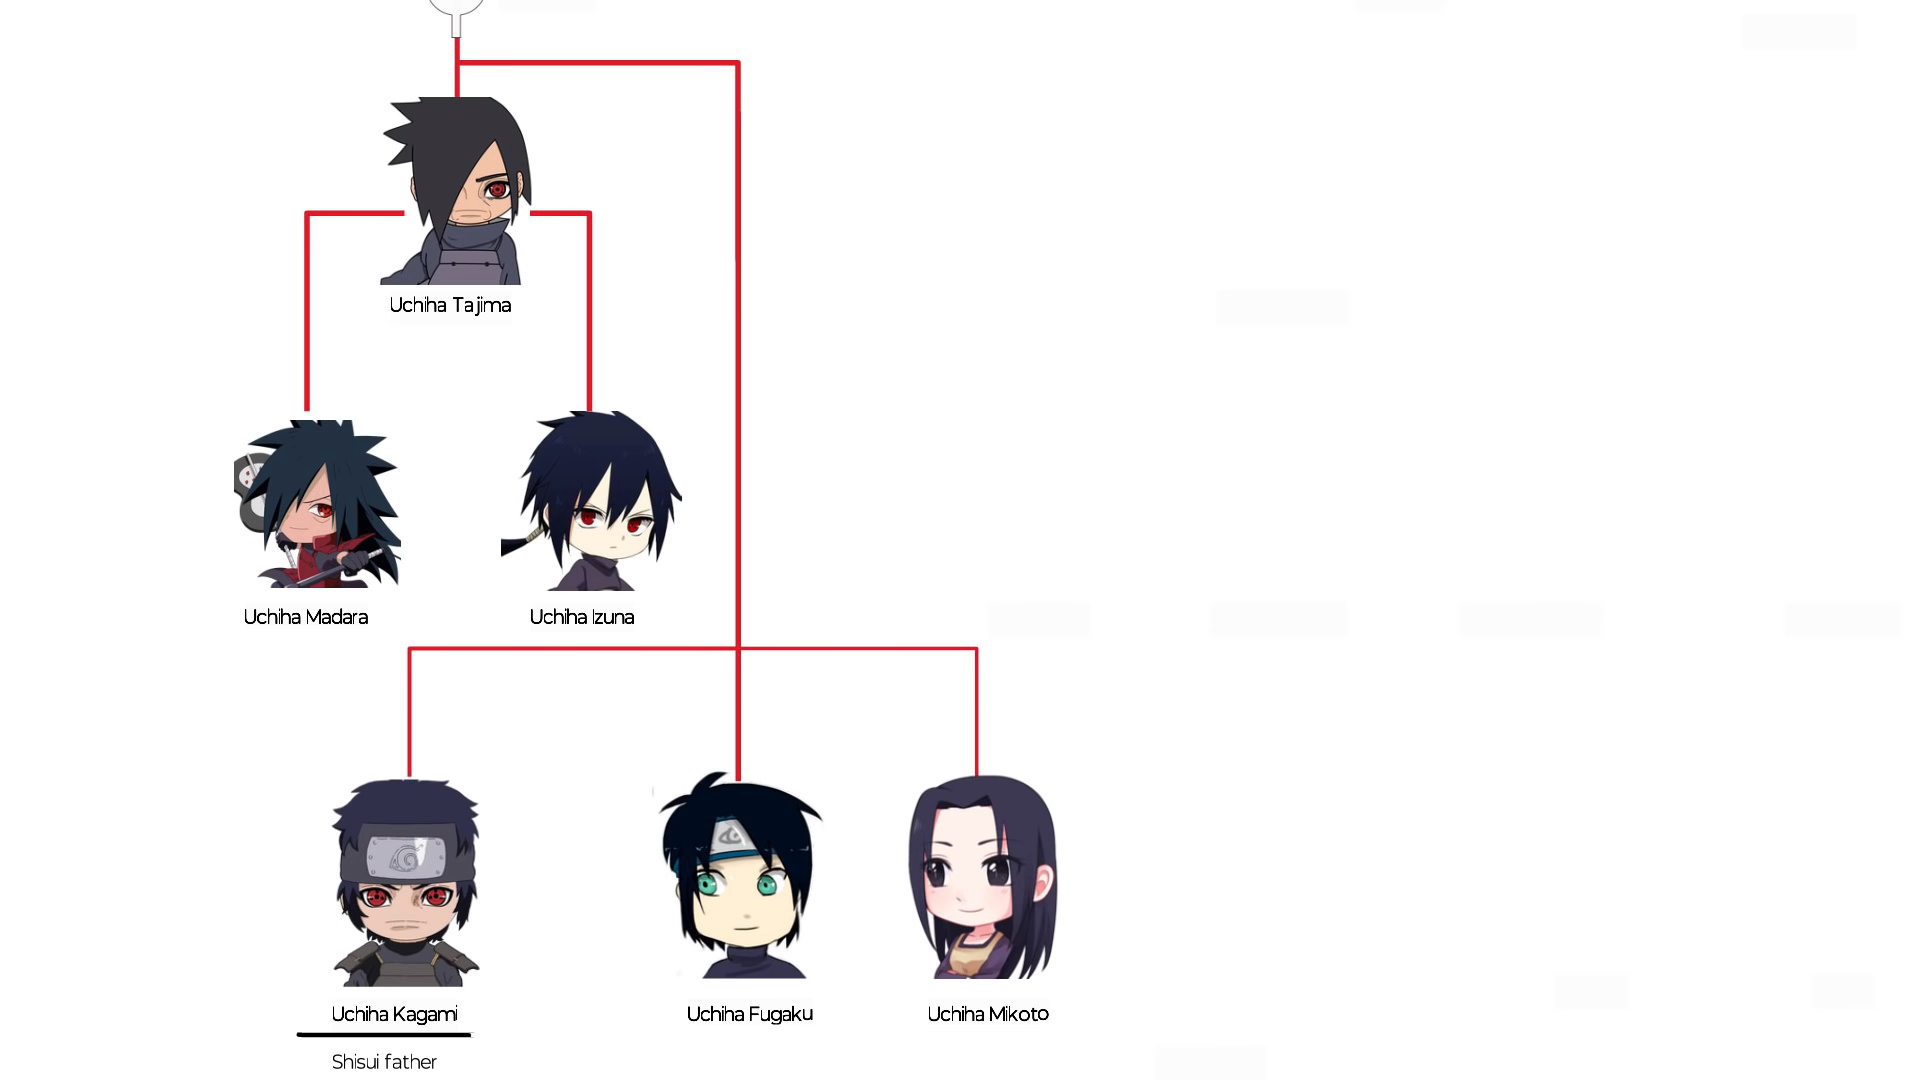 Uchiha Tajima
Uchiha Madara
Uchiha Izuna
Uchiha Kagami
Uchiha Fugaku
Uchiha Mikoto
Shisui father